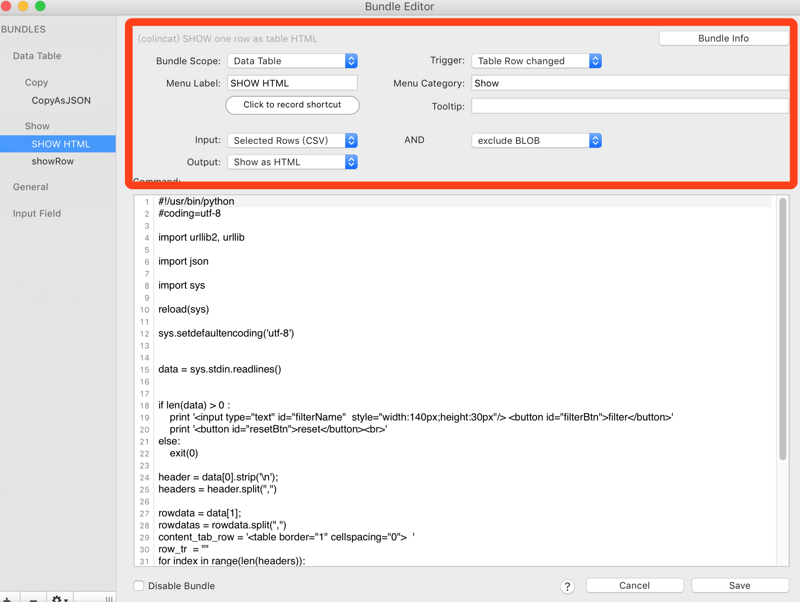 Bundle Editor
BUNDLES
Data Table
Copy
CopyAsJSON
Show
SHOW HTML
showRow
General
Input Field
(colincat) SHOW one row as table HTML
Bundle Info
Bundle Scope: Data Table
Trigger: Table Row changed
Menu Label: SHOW HTML
Menu Category: Show
Click to record shortcut
Tooltip:
Input: Selected Rows (CSV)
AND
exclude BLOB
Output: Show as HTML
Command:
1 #!/usr/bin/python
2 #coding=utf-8
3
4 import urllib2, urllib
5
6 import json
7
8 import sys
9
10 reload(sys)
11
12 sys.setdefaultencoding('utf-8')
13
14
15 data = sys.stdin.readlines()
16
17
18 if len(data) > 0 :
19 print '<input type="text" id="filterName"  style="width:140px;height:30px"/> <button id="filterBtn">filter</button>'
20 print '<button id="resetBtn">reset</button><br>'
21 else:
22 exit(0)
23
24 header = data[0].strip('\n');
25 headers = header.split(",")
26
27 rowdata = data[1];
28 rowdatas = rowdata.split(",")
29 content_tab_row = '<table border="1" cellspacing="0">  '
30 row_tr  = ""
31 for index in range(len(headers)):
Disable Bundle
?
Cancel
Save